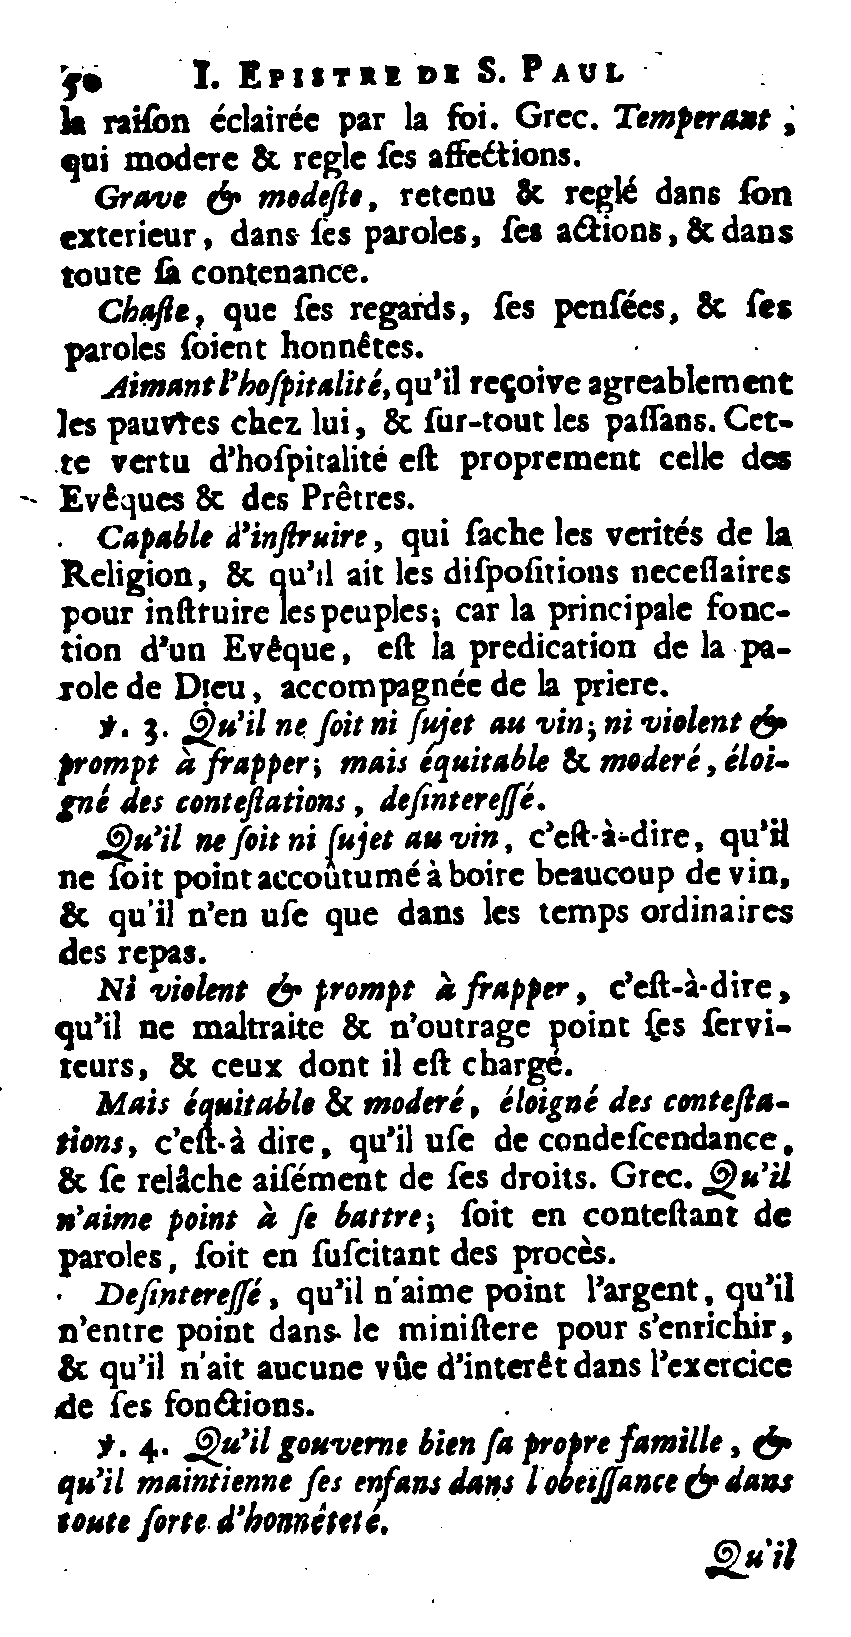 50 I. EPISTRE DE S. PAUL
la raiſon éclairée par la foi. Grec. Temperant ;
qui modere & regle ſes affections.
Grave & modeſte, retenu & reglé dans ſon
exterieur, dans ſes paroles, ſes actions, & dans
toute ſa contenance.
Chaſte, que ſes regards, ſes penſées, & ſes
paroles ſoient honnêtes.
Aimant l'hoſpitalité, qu'il reçoive agreablement
les pauvres chez lui, & ſur-tout les paſſans. Cet-
te vertu d'hoſpitalité eſt proprement celle des
Evêques & des Prêtres.
Capable d'inſtruire, qui ſache les verités de la
Religion, & qu'il ait les diſpoſitions neceſſaires
pour inſtruire les peuples; car la principale fonc-
tion d'un Evêque, eſt la predication de la pa-
role de Dieu, accompagnée de la priere.
℣. 3. Qu'il ne ſoit ni ſujet au vin; ni violent &
prompt à frapper; mais équitable & moderé, éloi-
gné des conteſtations, deſintereſſé.
Qu'il ne ſoit ni ſujet au vin, c'eſt-à-dire, qu'il
ne ſoit point accoûtumé à boire beaucoup de vin,
& qu'il n'en uſe que dans les temps ordinaires
des repas.
Ni violent & prompt à frapper, c'eſt-à-dire,
qu'il ne maltraite & n'outrage point ſes ſervi-
teurs, & ceux dont il eſt chargé.
Mais équitable & moderé, éloigné des conteſta-
tions, c'eſt-à dire, qu'il uſe de condeſcendance,
& ſe relâche aiſément de ſes droits. Grec. Qu'il
n'aime point à ſe battre; ſoit en conteſtant de
paroles, ſoit en ſuſcitant des procès.
Deſintereſſé, qu'il n'aime point l'argent, qu'il
n'entre point dans le miniſtere pour s'enrichir,
& qu'il n'ait aucune vûe d'interêt dans l'exercice
de ſes fonctions.
℣. 4. Qu'il gouverne bien ſa propre famille, &
qu'il maintienne ſes enfans dans l'obeïſſance & dans
toute ſorte d'honnêteté.
Qu'il